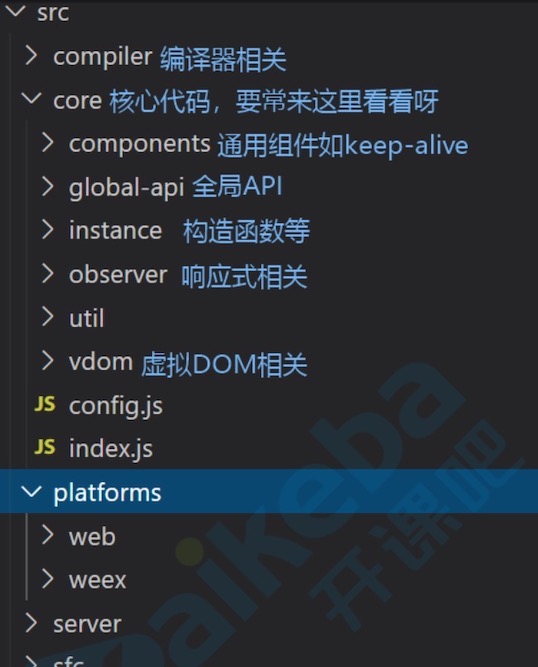 src
compiler 编译器相关
core 核心代码，要常来这里看看呀
components 通用组件如keep-alive
global-api 全局API
instance 构造函数等
observer 响应式相关
util
vdom 虚拟DOM相关
JS config.js
JS index.js
platforms
web
weex
server
sfc
kaikeba
开课吧